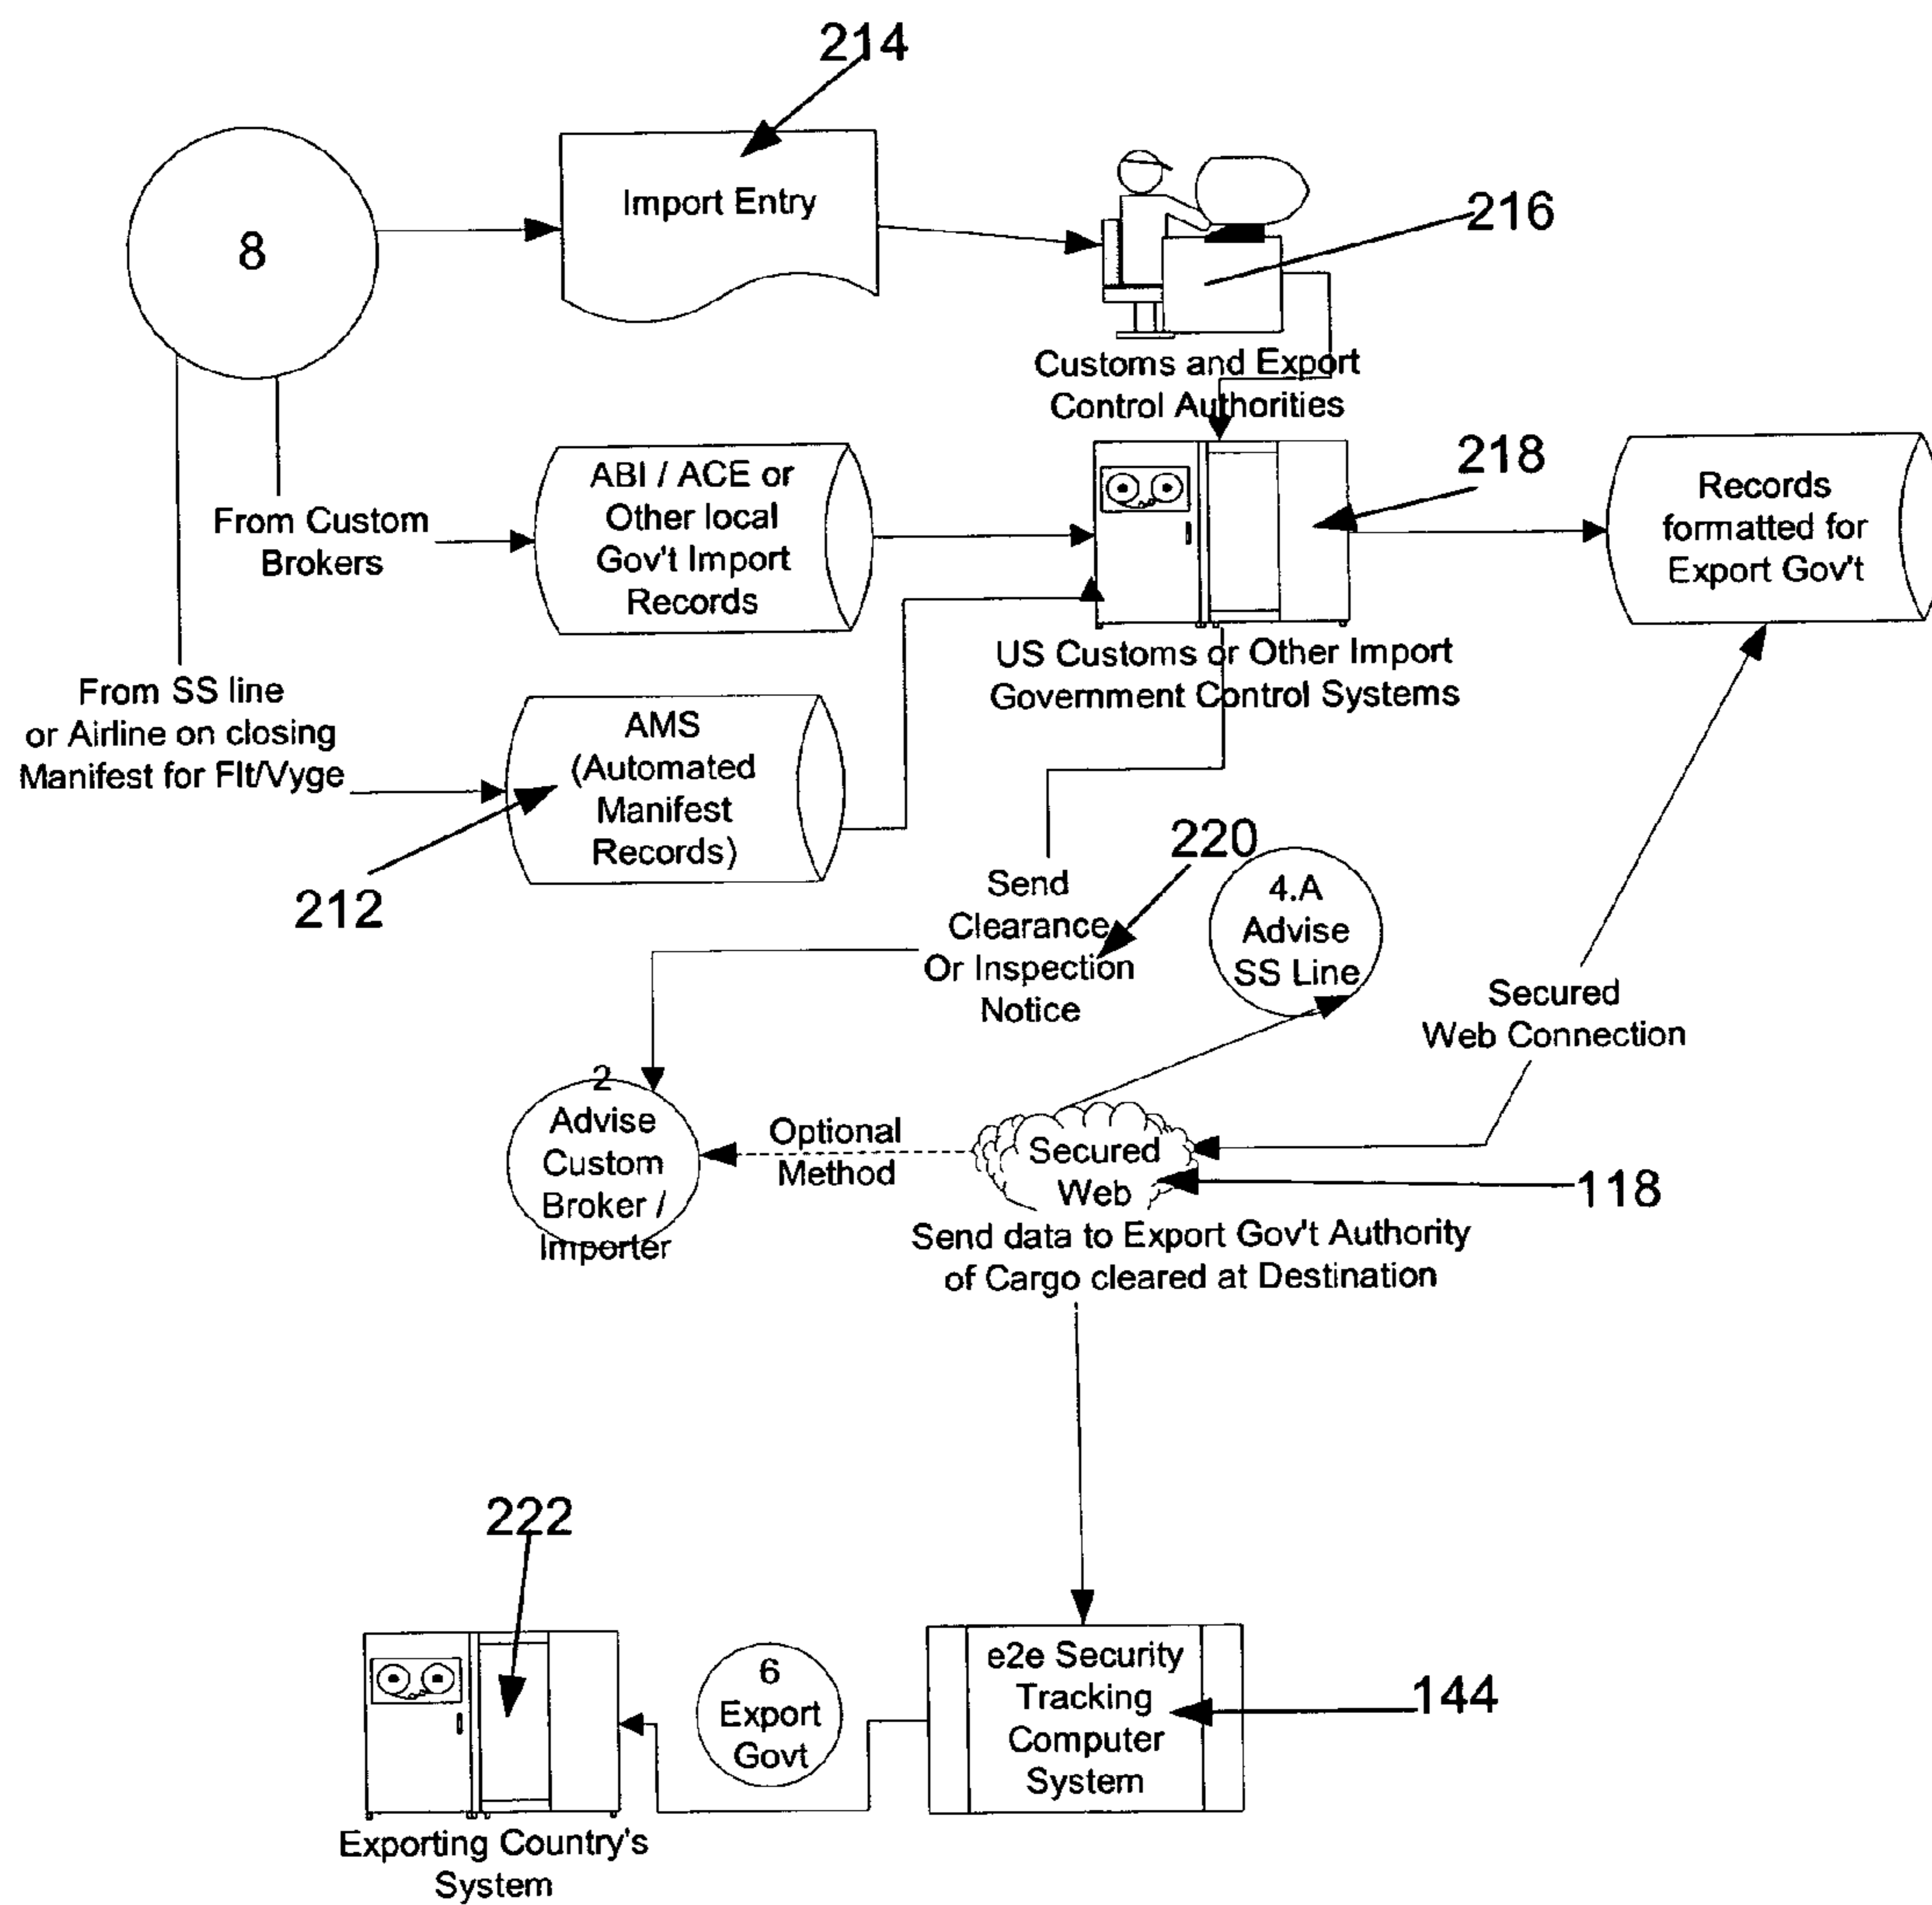 214
8
Import Entry
216
Customs and Export
Control Authorities
218
ABI / ACE or
Other local
Gov't Import
Records
From Custom
Brokers
Records
formatted for
Export Gov't
US Customs or Other Import
Government Control Systems
From SS line
or Airline on closing
Manifest for Flt/Vyge
AMS
(Automated
Manifest
Records)
212
220
Send
Clearance
Or Inspection
Notice
4.A
Advise
SS Line
Secured
Web Connection
2
Advise
Custom
Broker /
Importer
Optional
Method
Secured
Web
118
Send data to Export Gov't Authority
of Cargo cleared at Destination
222
e2e Security
Tracking
Computer
System
144
6
Export
Govt
Exporting Country's
System